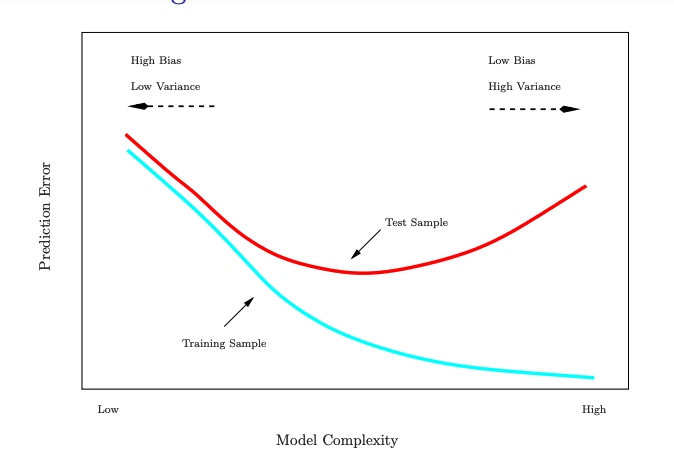 High Bias
Low Variance
Low Bias
High Variance
Prediction Error
Test Sample
Training Sample
Low
High
Model Complexity